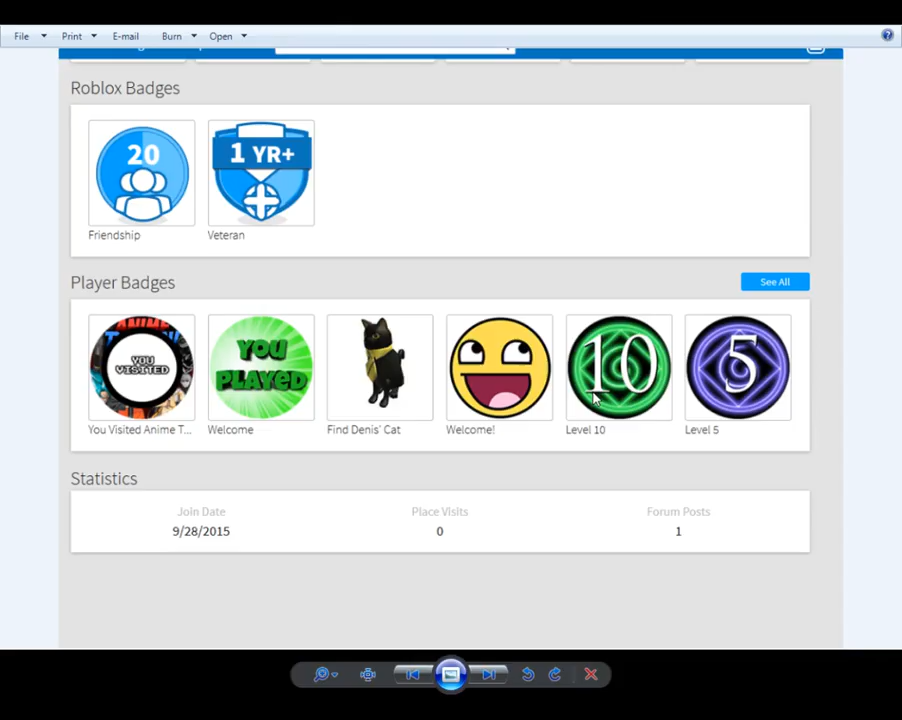 File Print E-mail Burn Open
Roblox Badges
20
1 YR+
Friendship Veteran
Player Badges See All
YOU VISITED
YOU PLAYED
10
5
You Visited Anime T... Welcome Find Denis' Cat Welcome! Level 10 Level 5
Statistics
Join Date Place Visits Forum Posts
9/28/2015 0 1